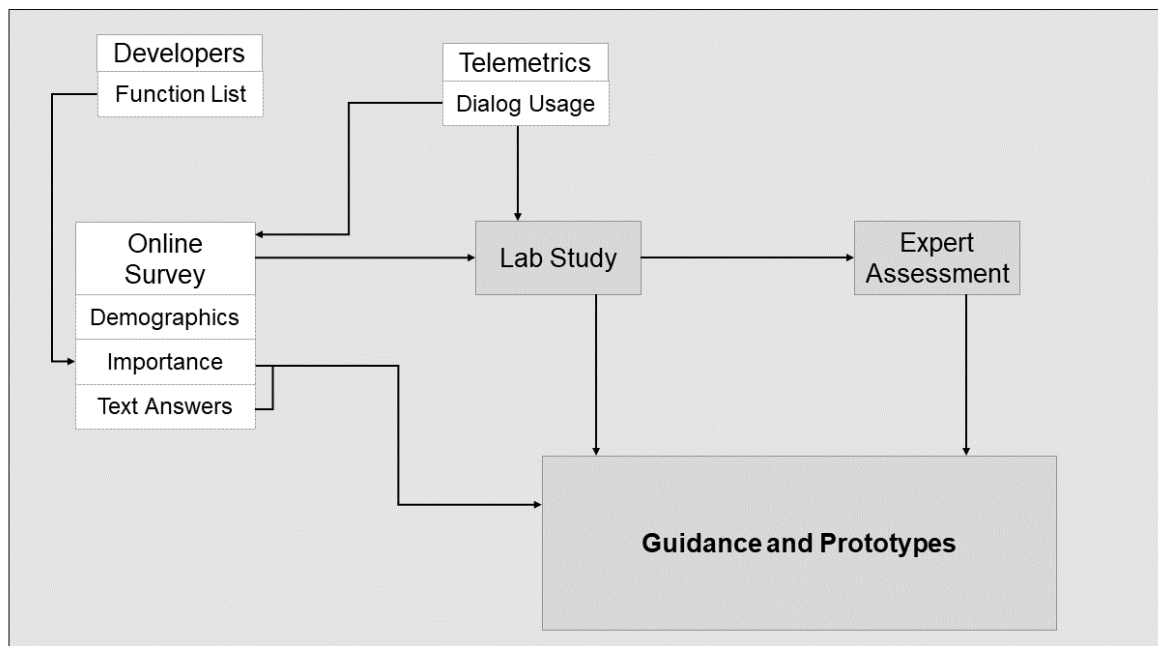 Developers
Function List
Telemetrics
Dialog Usage
Online
Survey
Demographics
Importance
Text Answers
Lab Study
Expert
Assessment
Guidance and Prototypes